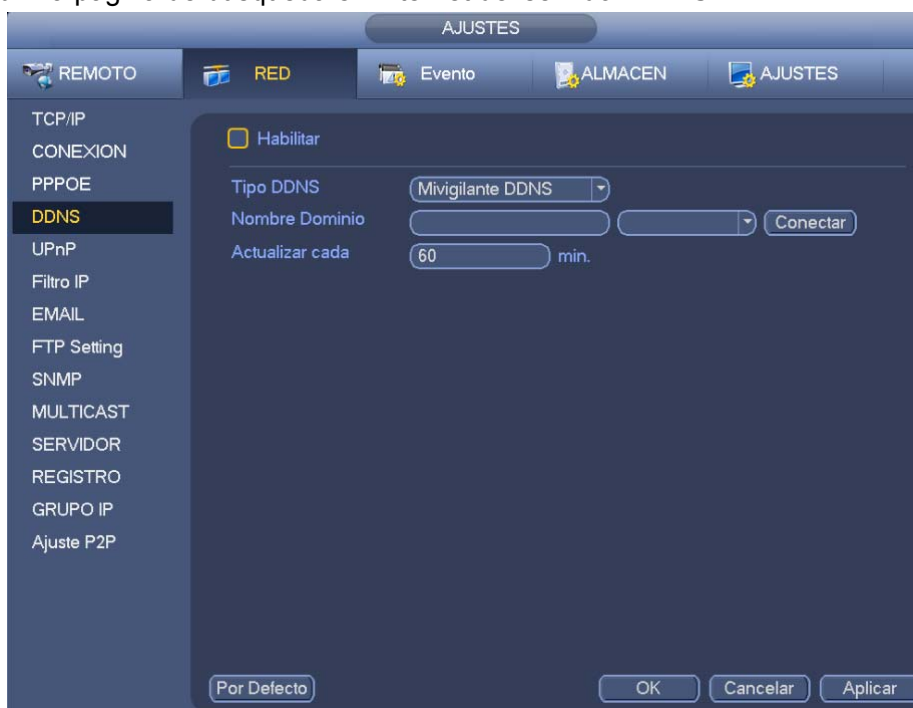 AJUSTES
REMOTO
RED
Evento
ALMACEN
AJUSTES
TCP/IP
CONEXION
PPPOE
DDNS
UPnP
Filtro IP
EMAIL
FTP Setting
SNMP
MULTICAST
SERVIDOR
REGISTRO
GRUPO IP
Ajuste P2P
Habilitar
Tipo DDNS Mivigilante DDNS
Nombre Dominio Conectar
Actualizar cada 60 min.
Por Defecto OK Cancelar Aplicar